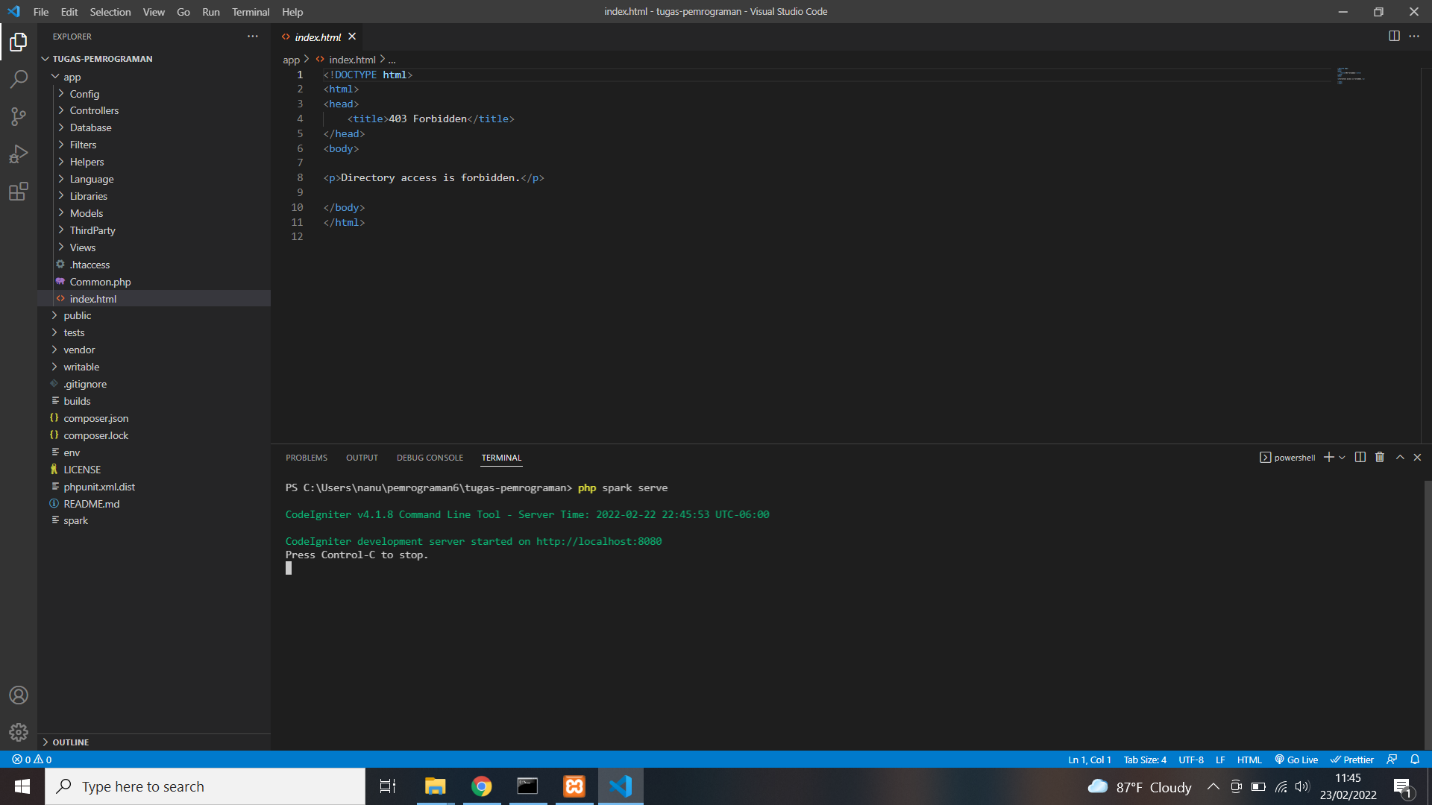 File Edit Selection View Go Run Terminal Help
index.html - tugas-pemrograman - Visual Studio Code
EXPLORER
TUGAS-PEMROGRAMAN
app
Config
Controllers
Database
Filters
Helpers
Language
Libraries
Models
ThirdParty
Views
.htaccess
Common.php
index.html
public
tests
vendor
writable
.gitignore
builds
composer.json
composer.lock
env
LICENSE
phpunit.xml.dist
README.md
spark
OUTLINE
index.html
app > index.html > ...
1 <!DOCTYPE html>
2 <html>
3 <head>
4 <title>403 Forbidden</title>
5 </head>
6 <body>
7
8 <p>Directory access is forbidden.</p>
9
10 </body>
11 </html>
12
PROBLEMS OUTPUT DEBUG CONSOLE TERMINAL
powershell
PS C:\Users\nanu\pemrograman6\tugas-pemrograman> php spark serve
CodeIgniter v4.1.8 Command Line Tool - Server Time: 2022-02-22 22:45:53 UTC-06:00
CodeIgniter development server started on http://localhost:8080
Press Control-C to stop.
0 0
Ln 1, Col 1 Tab Size: 4 UTF-8 LF HTML Go Live Prettier
Type here to search
87°F Cloudy
11:45
23/02/2022
1